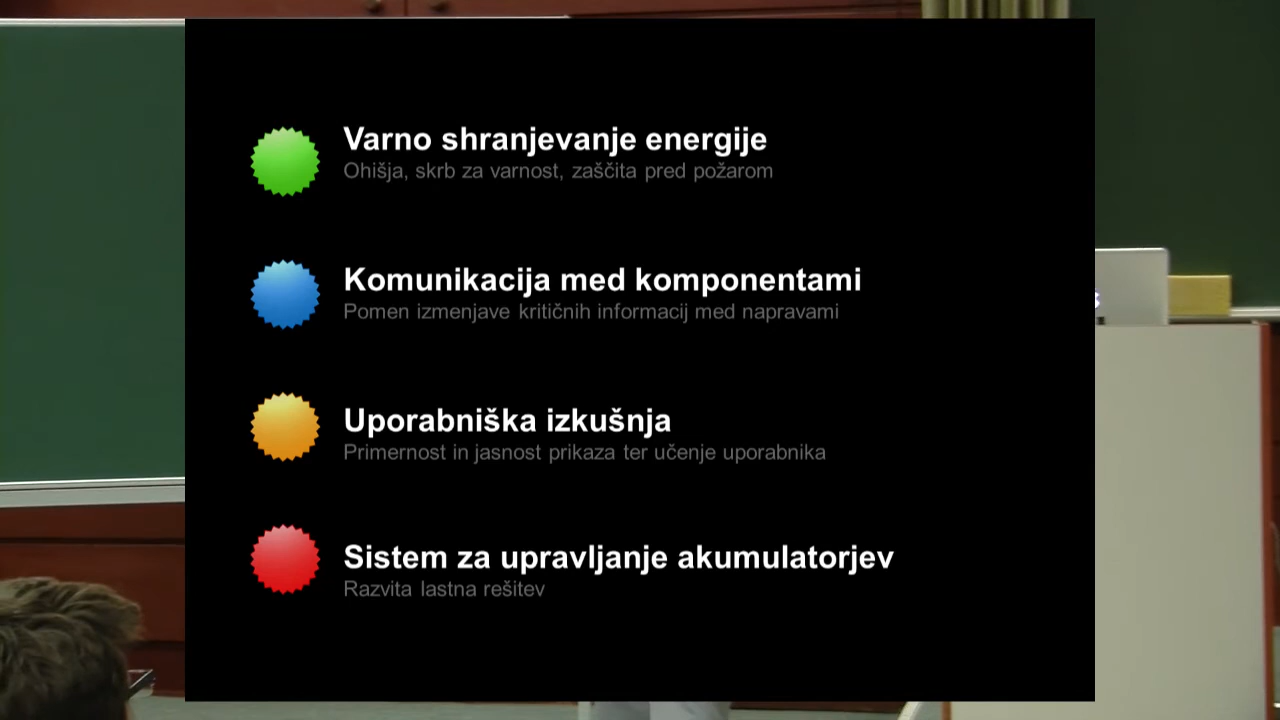 Varno shranjevanje energije
Ohišja, skrb za varnost, zaščita pred požarom
Komunikacija med komponentami
Pomen izmenjave kritičnih informacij med napravami
Uporabniška izkušnja
Primernost in jasnost prikaza ter učenje uporabnika
Sistem za upravljanje akumulatorjev
Razvita lastna rešitev